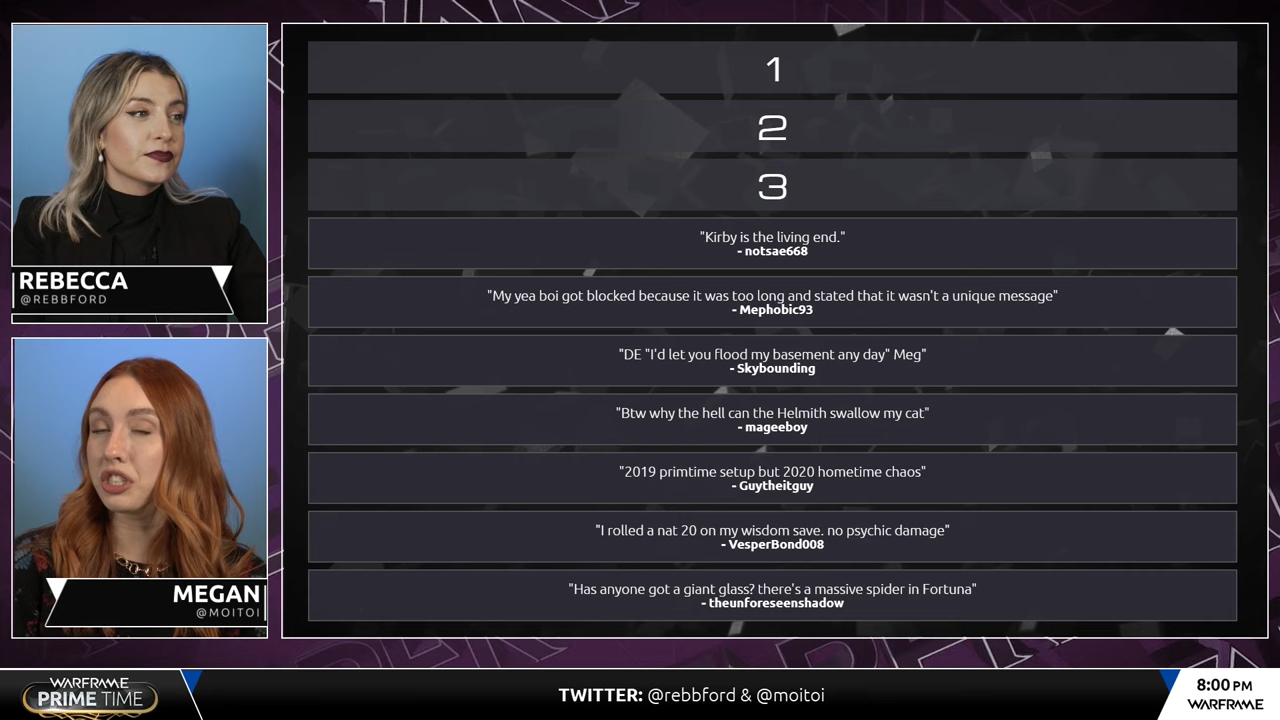 REBECCA
@REBBFORD
MEGAN
@MOITOI
1
2
3
"Kirby is the living end."
- notsae668
"My yea boi got blocked because it was too long and stated that it wasn't a unique message"
- Mephobic93
"DE "I'd let you flood my basement any day" Meg"
- Skybounding
"Btw why the hell can the Helmith swallow my cat"
- mageeboy
"2019 primtime setup but 2020 hometime chaos"
- Guytheitguy
"I rolled a nat 20 on my wisdom save. no psychic damage"
- VesperBond008
"Has anyone got a giant glass? there's a massive spider in Fortuna"
- theunforeseenshadow
WARFRAME
PRIME TIME
TWITTER: @rebbford & @moitoi
8:00 PM
WARFRAME